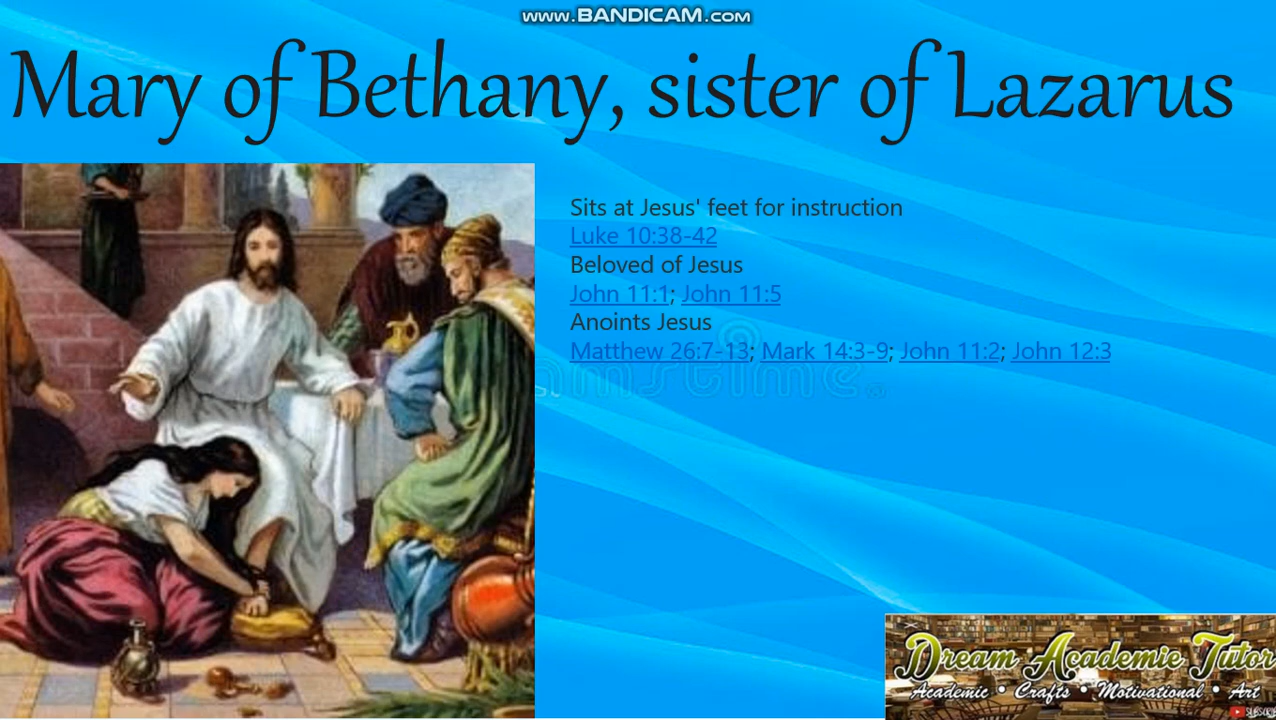 www.BANDICAM.com
Mary of Bethany, sister of Lazarus
Sits at Jesus' feet for instruction
Luke 10:38-42
Beloved of Jesus
John 11:1; John 11:5
Anoints Jesus
Matthew 26:7-13; Mark 14:3-9; John 11:2; John 12:3
Dream Academic Tutor
Academic • Crafts • Motivational • Art